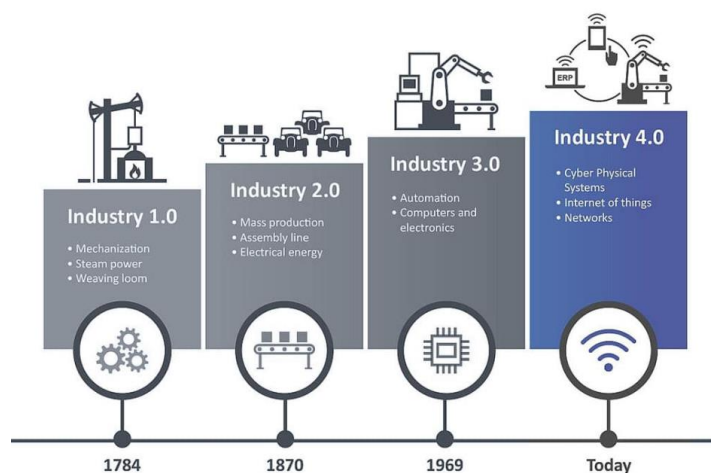 ERP
Industry 1.0
• Mechanization
• Steam power
• Weaving loom
Industry 2.0
• Mass production
• Assembly line
• Electrical energy
Industry 3.0
• Automation
• Computers and
electronics
Industry 4.0
• Cyber Physical
Systems
• Internet of things
• Networks
1784
1870
1969
Today